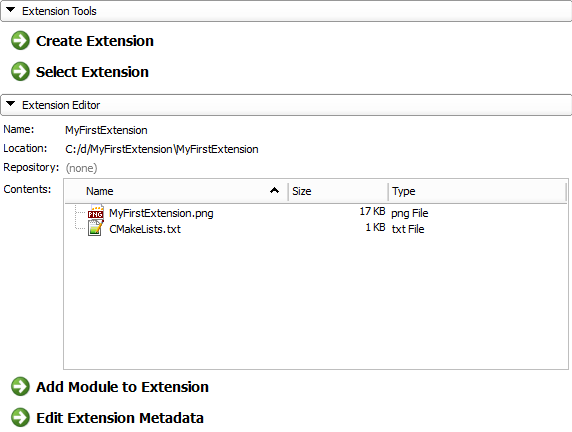 Extension Tools
Create Extension
Select Extension
Extension Editor
Name: MyFirstExtension
Location: C:/d/MyFirstExtension\MyFirstExtension
Repository: (none)
Contents: Name Size Type
PNG MyFirstExtension.png 17 KB png File
CMakeLists.txt 1 KB txt File
Add Module to Extension
Edit Extension Metadata